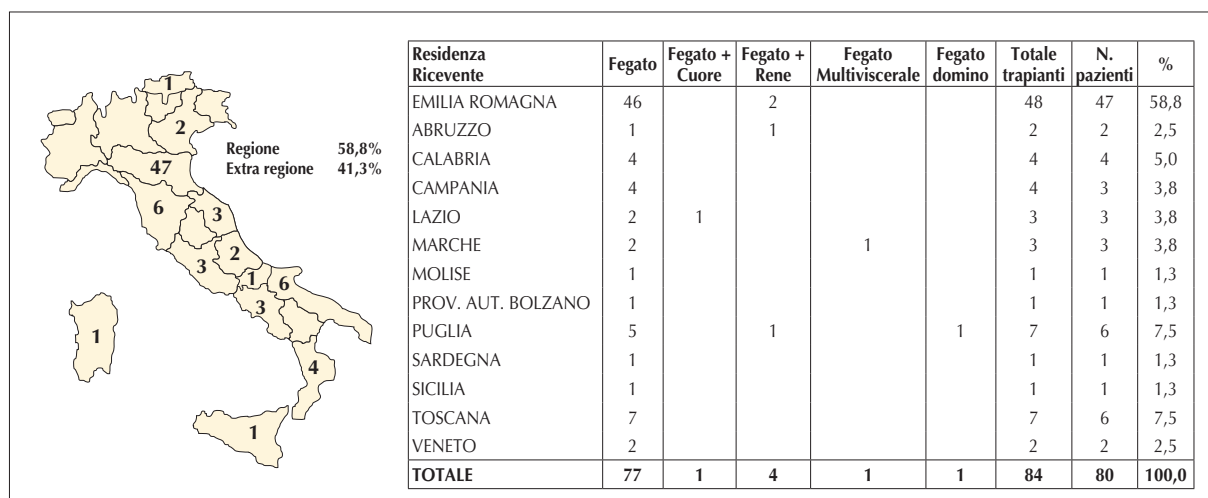 1
2
Regione 58,8%
Extra regione 41,3%
47
6
3
2
3
1
6
3
1
4
1
Residenza Ricevente Fegato Fegato + Cuore Fegato + Rene Fegato Multiviscerale Fegato domino Totale trapianti N. pazienti %
EMILIA ROMAGNA 46 2 48 47 58,8
ABRUZZO 1 1 2 2 2,5
CALABRIA 4 4 4 5,0
CAMPANIA 4 4 3 3,8
LAZIO 2 1 3 3 3,8
MARCHE 2 1 3 3 3,8
MOLISE 1 1 1 1,3
PROV. AUT. BOLZANO 1 1 1 1,3
PUGLIA 5 1 1 7 6 7,5
SARDEGNA 1 1 1 1,3
SICILIA 1 1 1 1,3
TOSCANA 7 7 6 7,5
VENETO 2 2 2 2,5
TOTALE 77 1 4 1 1 84 80 100,0